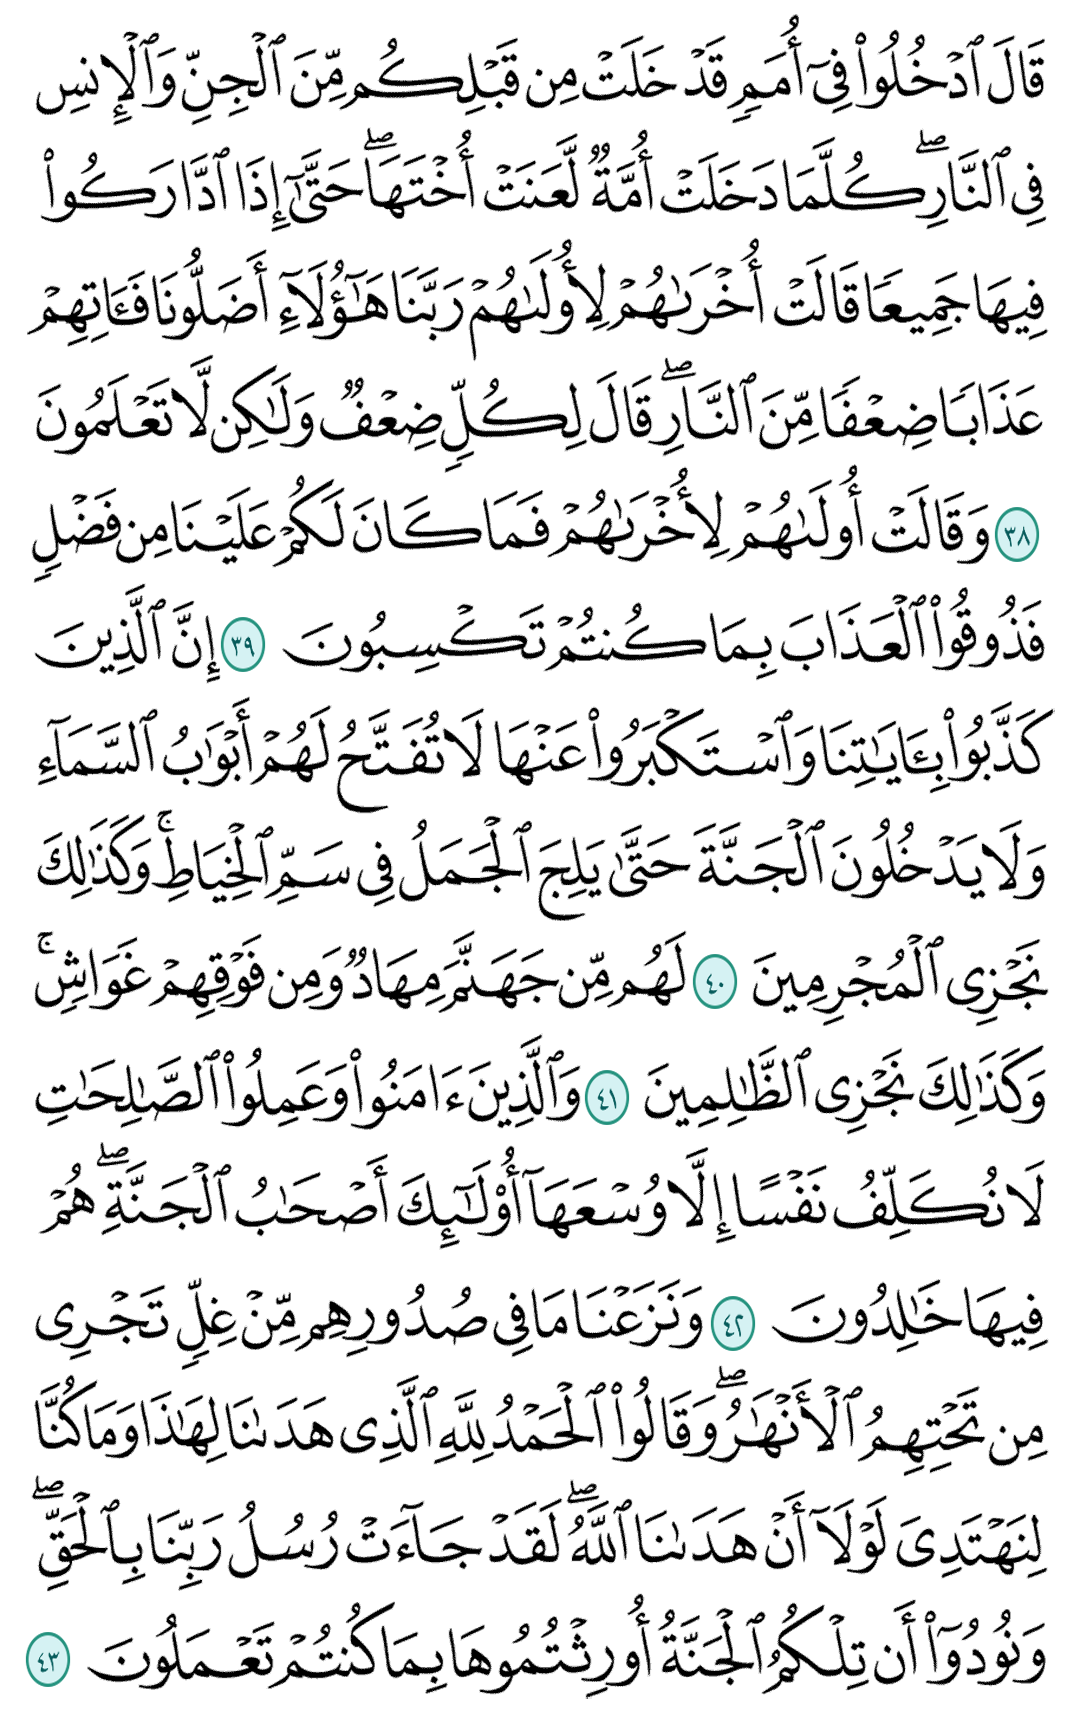 قَالَ ٱدۡخُلُواْ فِيٓ أُمَمٖ قَدۡ خَلَتۡ مِن قَبۡلِكُم مِّنَ ٱلۡجِنِّ وَٱلۡإِنسِ
فِي ٱلنَّارِۖ كُلَّمَا دَخَلَتۡ أُمَّةٞ لَّعَنَتۡ أُخۡتَهَاۖ حَتَّىٰٓ إِذَا ٱدَّارَكُواْ
فِيهَا جَمِيعٗا قَالَتۡ أُخۡرَىٰهُمۡ لِأُولَىٰهُمۡ رَبَّنَا هَٰٓؤُلَآءِ أَضَلُّونَا فَـَٔاتِهِمۡ
عَذَابٗا ضِعۡفٗا مِّنَ ٱلنَّارِۖ قَالَ لِكُلّٖ ضِعۡفٞ وَلَٰكِن لَّا تَعۡلَمُونَ
٣٨ وَقَالَتۡ أُولَىٰهُمۡ لِأُخۡرَىٰهُمۡ فَمَا كَانَ لَكُمۡ عَلَيۡنَا مِن فَضۡلٖ
فَذُوقُواْ ٱلۡعَذَابَ بِمَا كُنتُمۡ تَكۡسِبُونَ ٣٩ إِنَّ ٱلَّذِينَ
كَذَّبُواْ بِـَٔايَٰتِنَا وَٱسۡتَكۡبَرُواْ عَنۡهَا لَا تُفَتَّحُ لَهُمۡ أَبۡوَٰبُ ٱلسَّمَآءِ
وَلَا يَدۡخُلُونَ ٱلۡجَنَّةَ حَتَّىٰ يَلِجَ ٱلۡجَمَلُ فِي سَمِّ ٱلۡخِيَاطِۚ وَكَذَٰلِكَ
نَجۡزِي ٱلۡمُجۡرِمِينَ ٤٠ لَهُم مِّن جَهَنَّمَ مِهَادٞ وَمِن فَوۡقِهِمۡ غَوَاشٖۚ
وَكَذَٰلِكَ نَجۡزِي ٱلظَّٰلِمِينَ ٤١ وَٱلَّذِينَ ءَامَنُواْ وَعَمِلُواْ ٱلصَّٰلِحَٰتِ
لَا نُكَلِّفُ نَفۡسًا إِلَّا وُسۡعَهَآ أُوْلَٰٓئِكَ أَصۡحَٰبُ ٱلۡجَنَّةِۖ هُمۡ
فِيهَا خَٰلِدُونَ ٤٢ وَنَزَعۡنَا مَا فِي صُدُورِهِم مِّنۡ غِلّٖ تَجۡرِي
مِن تَحۡتِهِمُ ٱلۡأَنۡهَٰرُۖ وَقَالُواْ ٱلۡحَمۡدُ لِلَّهِ ٱلَّذِي هَدَىٰنَا لِهَٰذَا وَمَا كُنَّا
لِنَهۡتَدِيَ لَوۡلَآ أَنۡ هَدَىٰنَا ٱللَّهُۖ لَقَدۡ جَآءَتۡ رُسُلُ رَبِّنَا بِٱلۡحَقِّۖ
وَنُودُوٓاْ أَن تِلۡكُمُ ٱلۡجَنَّةُ أُورِثۡتُمُوهَا بِمَا كُنتُمۡ تَعۡمَلُونَ ٤٣